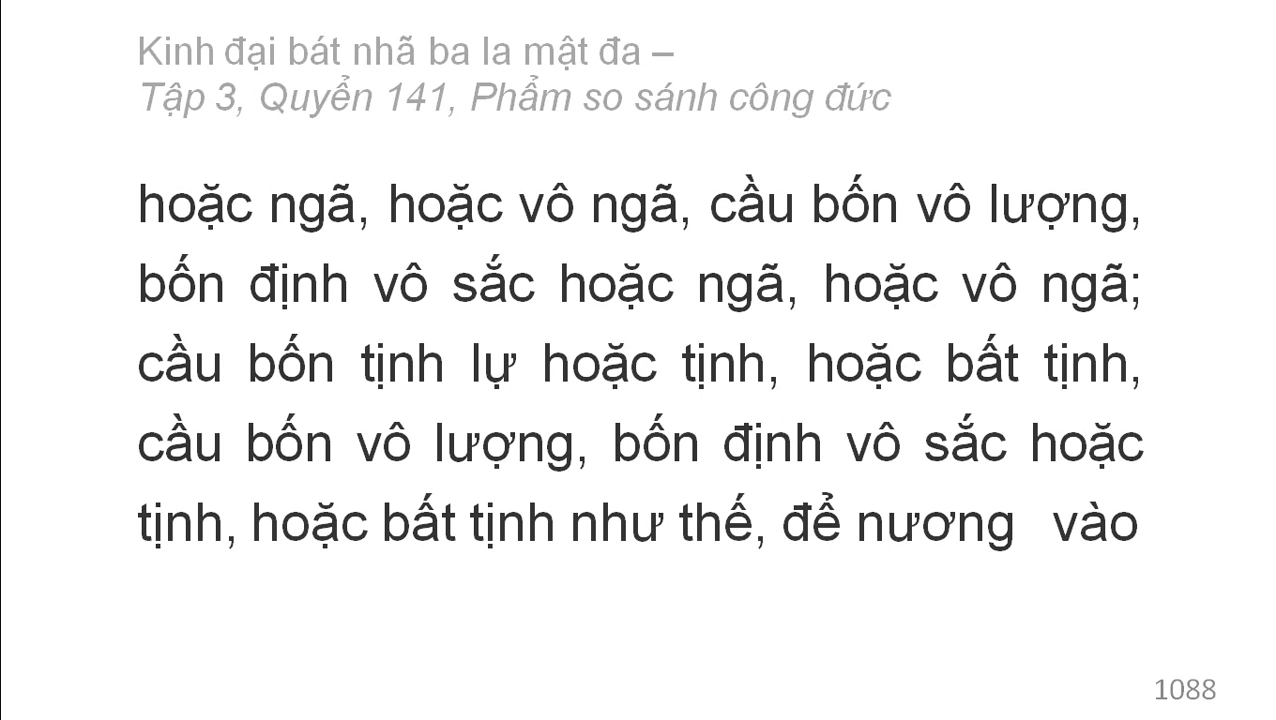 Kinh đại bát nhã ba la mật đa –
Tập 3, Quyển 141, Phẩm so sánh công đức
hoặc ngã, hoặc vô ngã, cầu bốn vô lượng,
bốn định vô sắc hoặc ngã, hoặc vô ngã;
cầu bốn tịnh lự hoặc tịnh, hoặc bất tịnh,
cầu bốn vô lượng, bốn định vô sắc hoặc
tịnh, hoặc bất tịnh như thế, để nương vào
1088